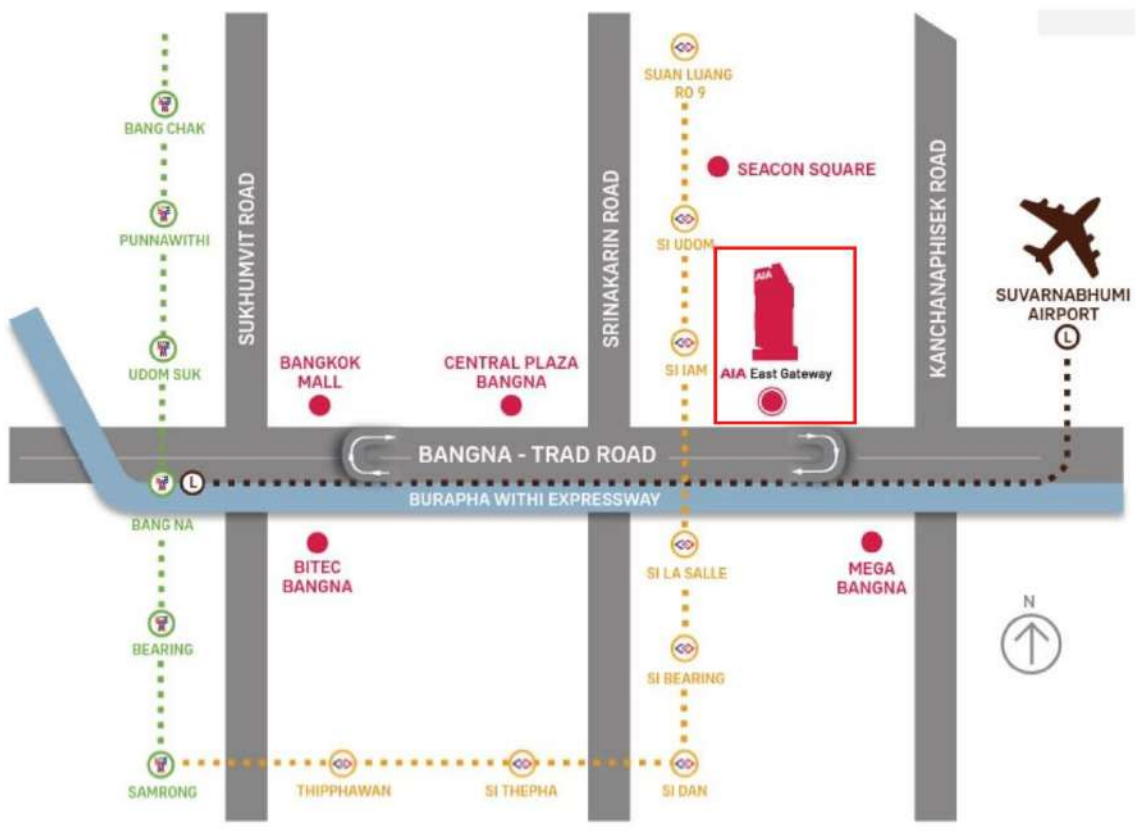 SUAN LUANG
RO 9
BANG CHAK
SEACON SQUARE
PUNNAWITHI
SI UDOM
SUKHUMVIT ROAD
SRINAKARIN ROAD
KANCHANAPHISEK ROAD
AIA
SUVARNABHUMI
AIRPORT
L
UDOM SUK
BANGKOK
MALL
CENTRAL PLAZA
BANGNA
SI IAM
AIA East Gateway
BANGNA - TRAD ROAD
L
BURAPHA WITHI EXPRESSWAY
BANG NA
BITEC
BANGNA
SI LA SALLE
MEGA
BANGNA
N
BEARING
SI BEARING
SAMRONG
THIPPHAWAN
SI THEPHA
SI DAN